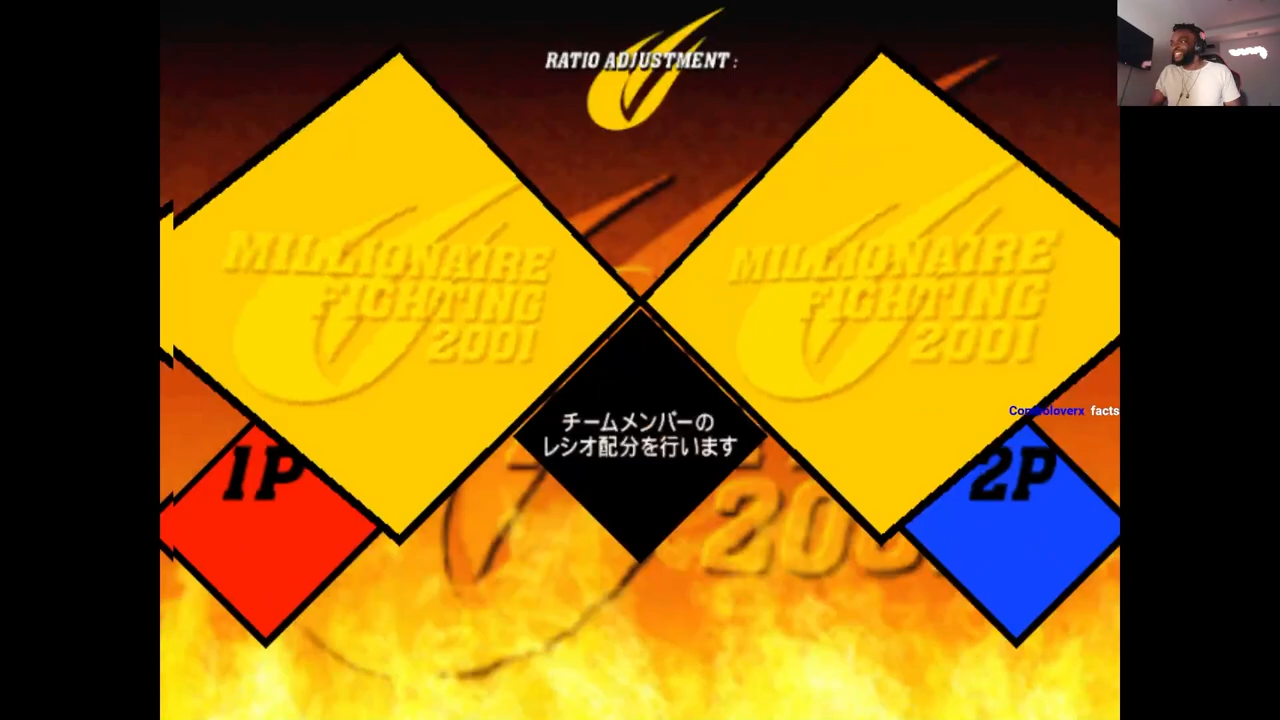 RATIO ADJUSTMENT :
MILLIONAIRE
FIGHTING
2001
MILLIONAIRE
FIGHTING
2001
チームメンバーの
レシオ配分を行います
facts
1P
2P
200